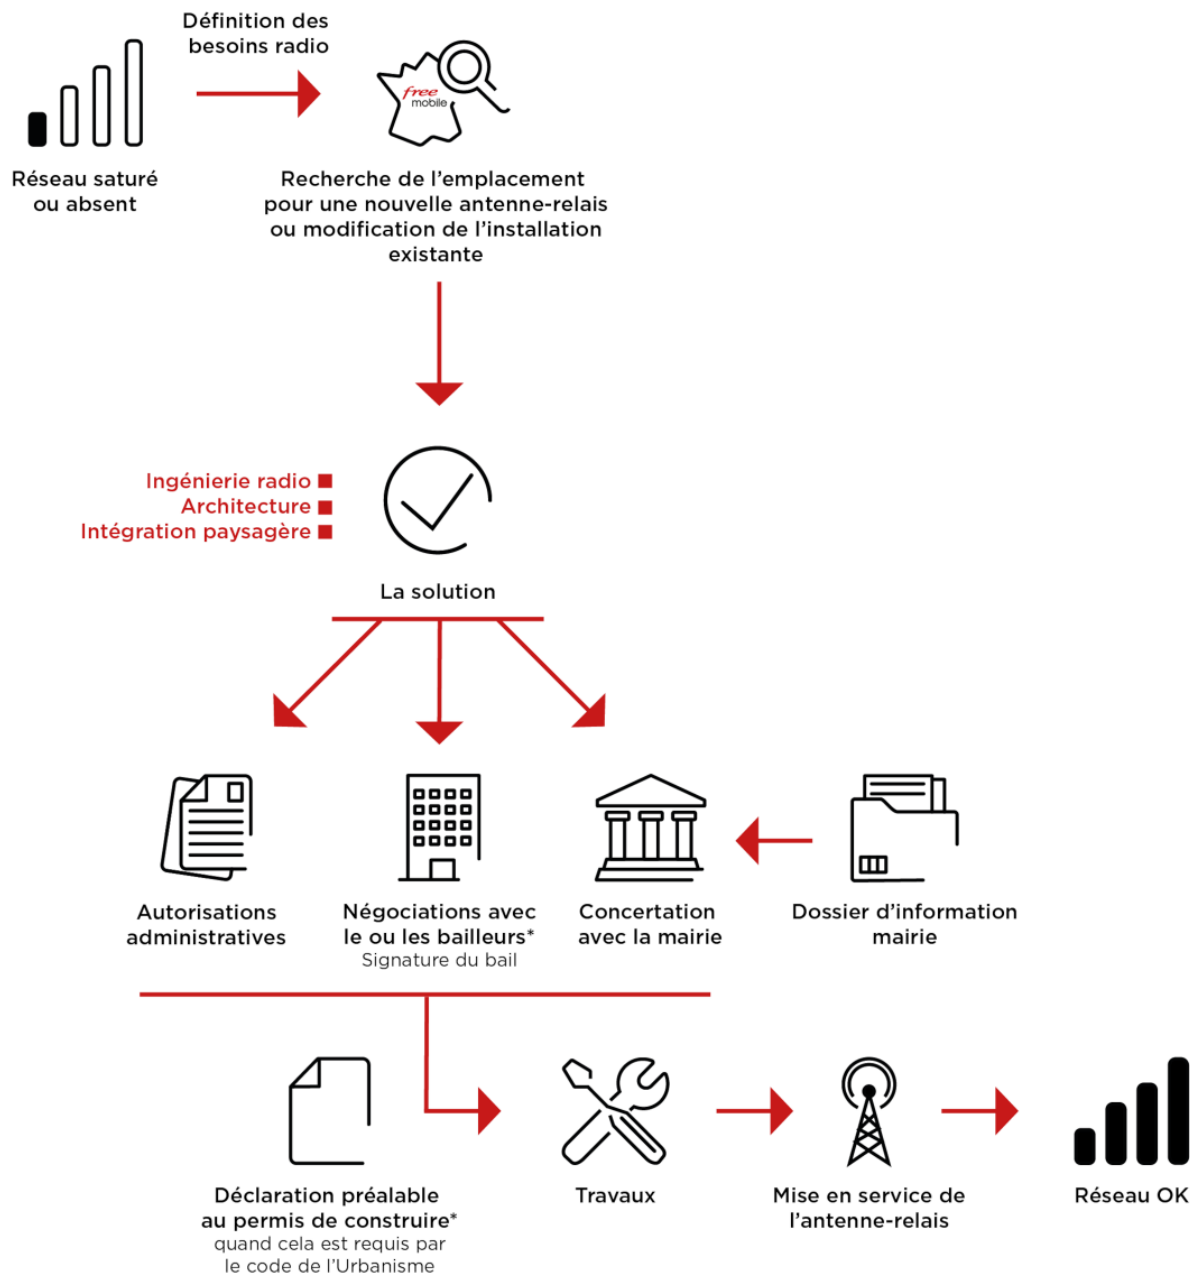 Définition des
besoins radio
free
mobile
Réseau saturé
ou absent
Recherche de l’emplacement
pour une nouvelle antenne-relais
ou modification de l’installation
existante
Ingénierie radio
Architecture
Intégration paysagère
La solution
Autorisations
administratives
Négociations avec
le ou les bailleurs*
Signature du bail
Concertation
avec la mairie
Dossier d’information
mairie
Déclaration préalable
au permis de construire*
quand cela est requis par
le code de l’Urbanisme
Travaux
Mise en service de
l’antenne-relais
Réseau OK